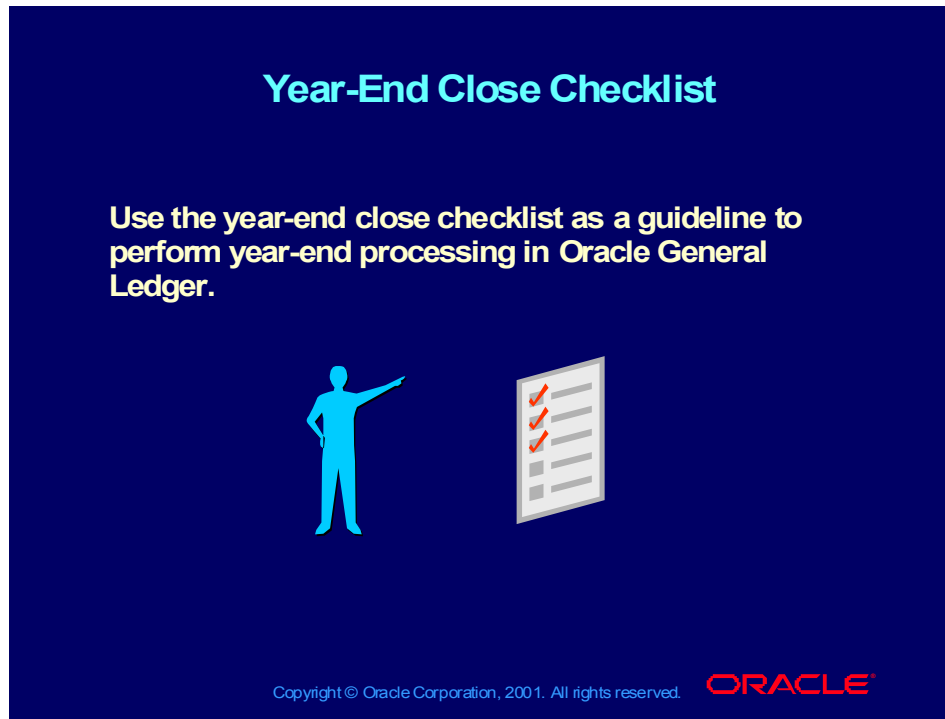 Year-End Close Checklist
Use the year-end close checklist as a guideline to
perform year-end processing in Oracle General
Ledger.
Copyright © Oracle Corporation, 2001. All rights reserved.
ORACLE®